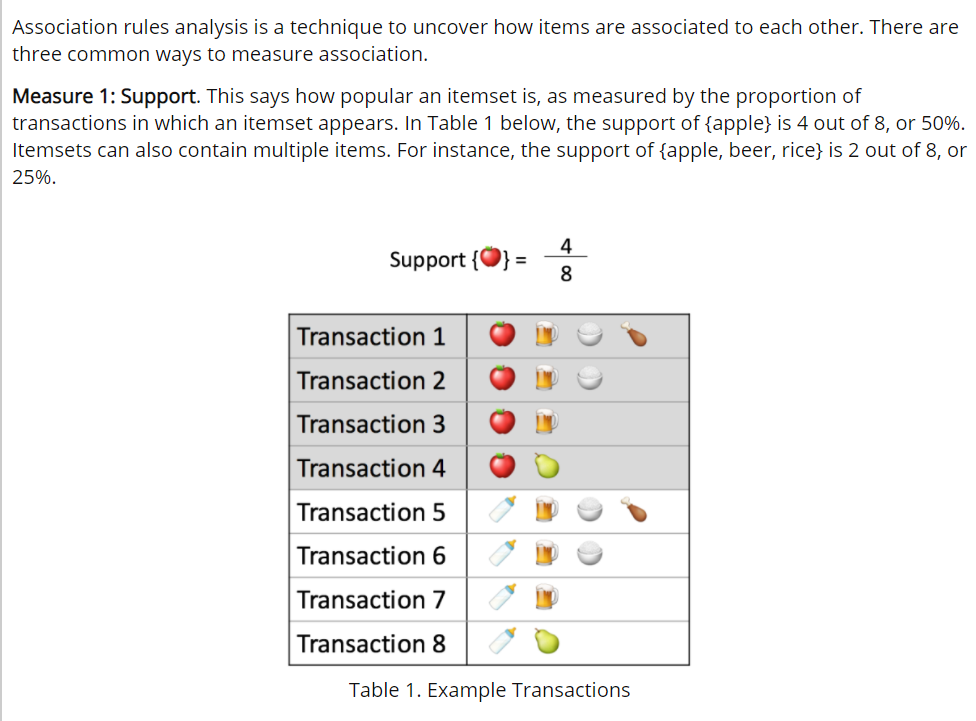 Association rules analysis is a technique to uncover how items are associated to each other. There are
three common ways to measure association.
Measure 1: Support. This says how popular an itemset is, as measured by the proportion of
transactions in which an itemset appears. In Table 1 below, the support of {apple} is 4 out of 8, or 50%.
Itemsets can also contain multiple items. For instance, the support of {apple, beer, rice} is 2 out of 8, or
25%.
Support {🍎} = 4
8
Transaction 1
Transaction 2
Transaction 3
Transaction 4
Transaction 5
Transaction 6
Transaction 7
Transaction 8
Table 1. Example Transactions